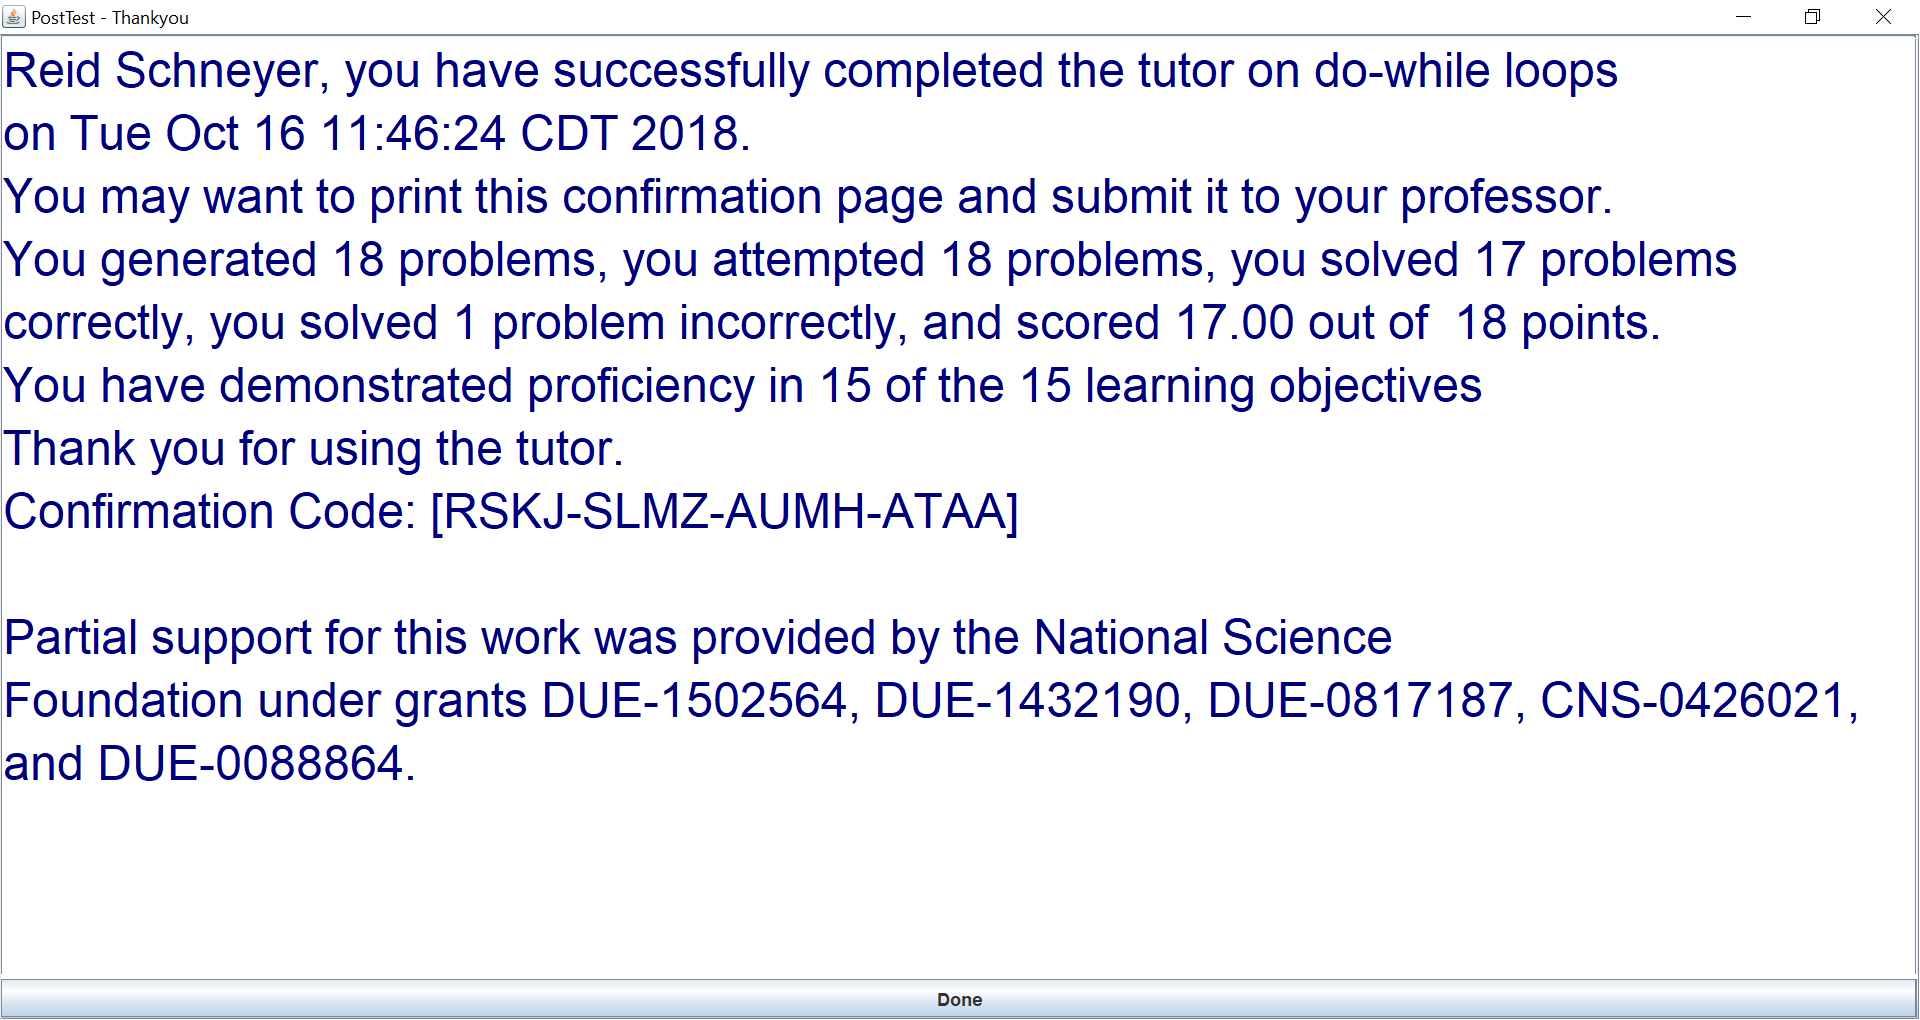 PostTest - Thankyou
Reid Schneyer, you have successfully completed the tutor on do-while loops
on Tue Oct 16 11:46:24 CDT 2018.
You may want to print this confirmation page and submit it to your professor.
You generated 18 problems, you attempted 18 problems, you solved 17 problems
correctly, you solved 1 problem incorrectly, and scored 17.00 out of  18 points.
You have demonstrated proficiency in 15 of the 15 learning objectives
Thank you for using the tutor.
Confirmation Code: [RSKJ-SLMZ-AUMH-ATAA]
Partial support for this work was provided by the National Science
Foundation under grants DUE-1502564, DUE-1432190, DUE-0817187, CNS-0426021,
and DUE-0088864.
Done